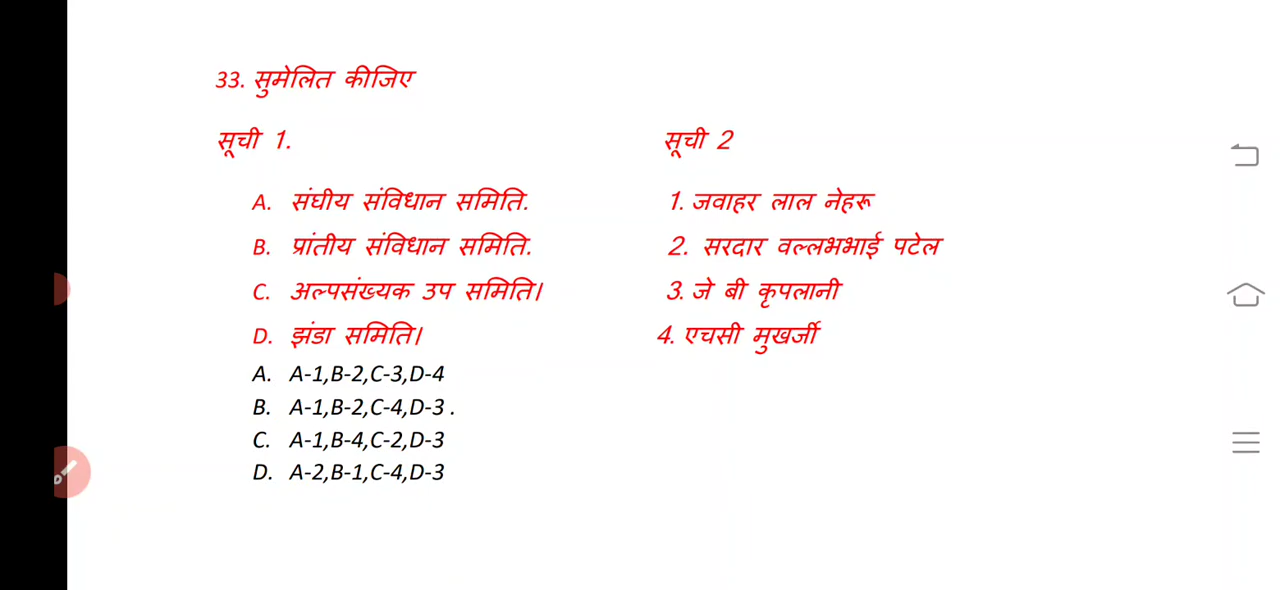 33. सुमेलित कीजिए
सूची 1. सूची 2
A. संघीय संविधान समिति. 1. जवाहर लाल नेहरू
B. प्रांतीय संविधान समिति. 2. सरदार वल्लभभाई पटेल
C. अल्पसंख्यक उप समिति। 3. जे बी कृपलानी
D. झंडा समिति। 4. एचसी मुखर्जी
A. A-1,B-2,C-3,D-4
B. A-1,B-2,C-4,D-3 .
C. A-1,B-4,C-2,D-3
D. A-2,B-1,C-4,D-3